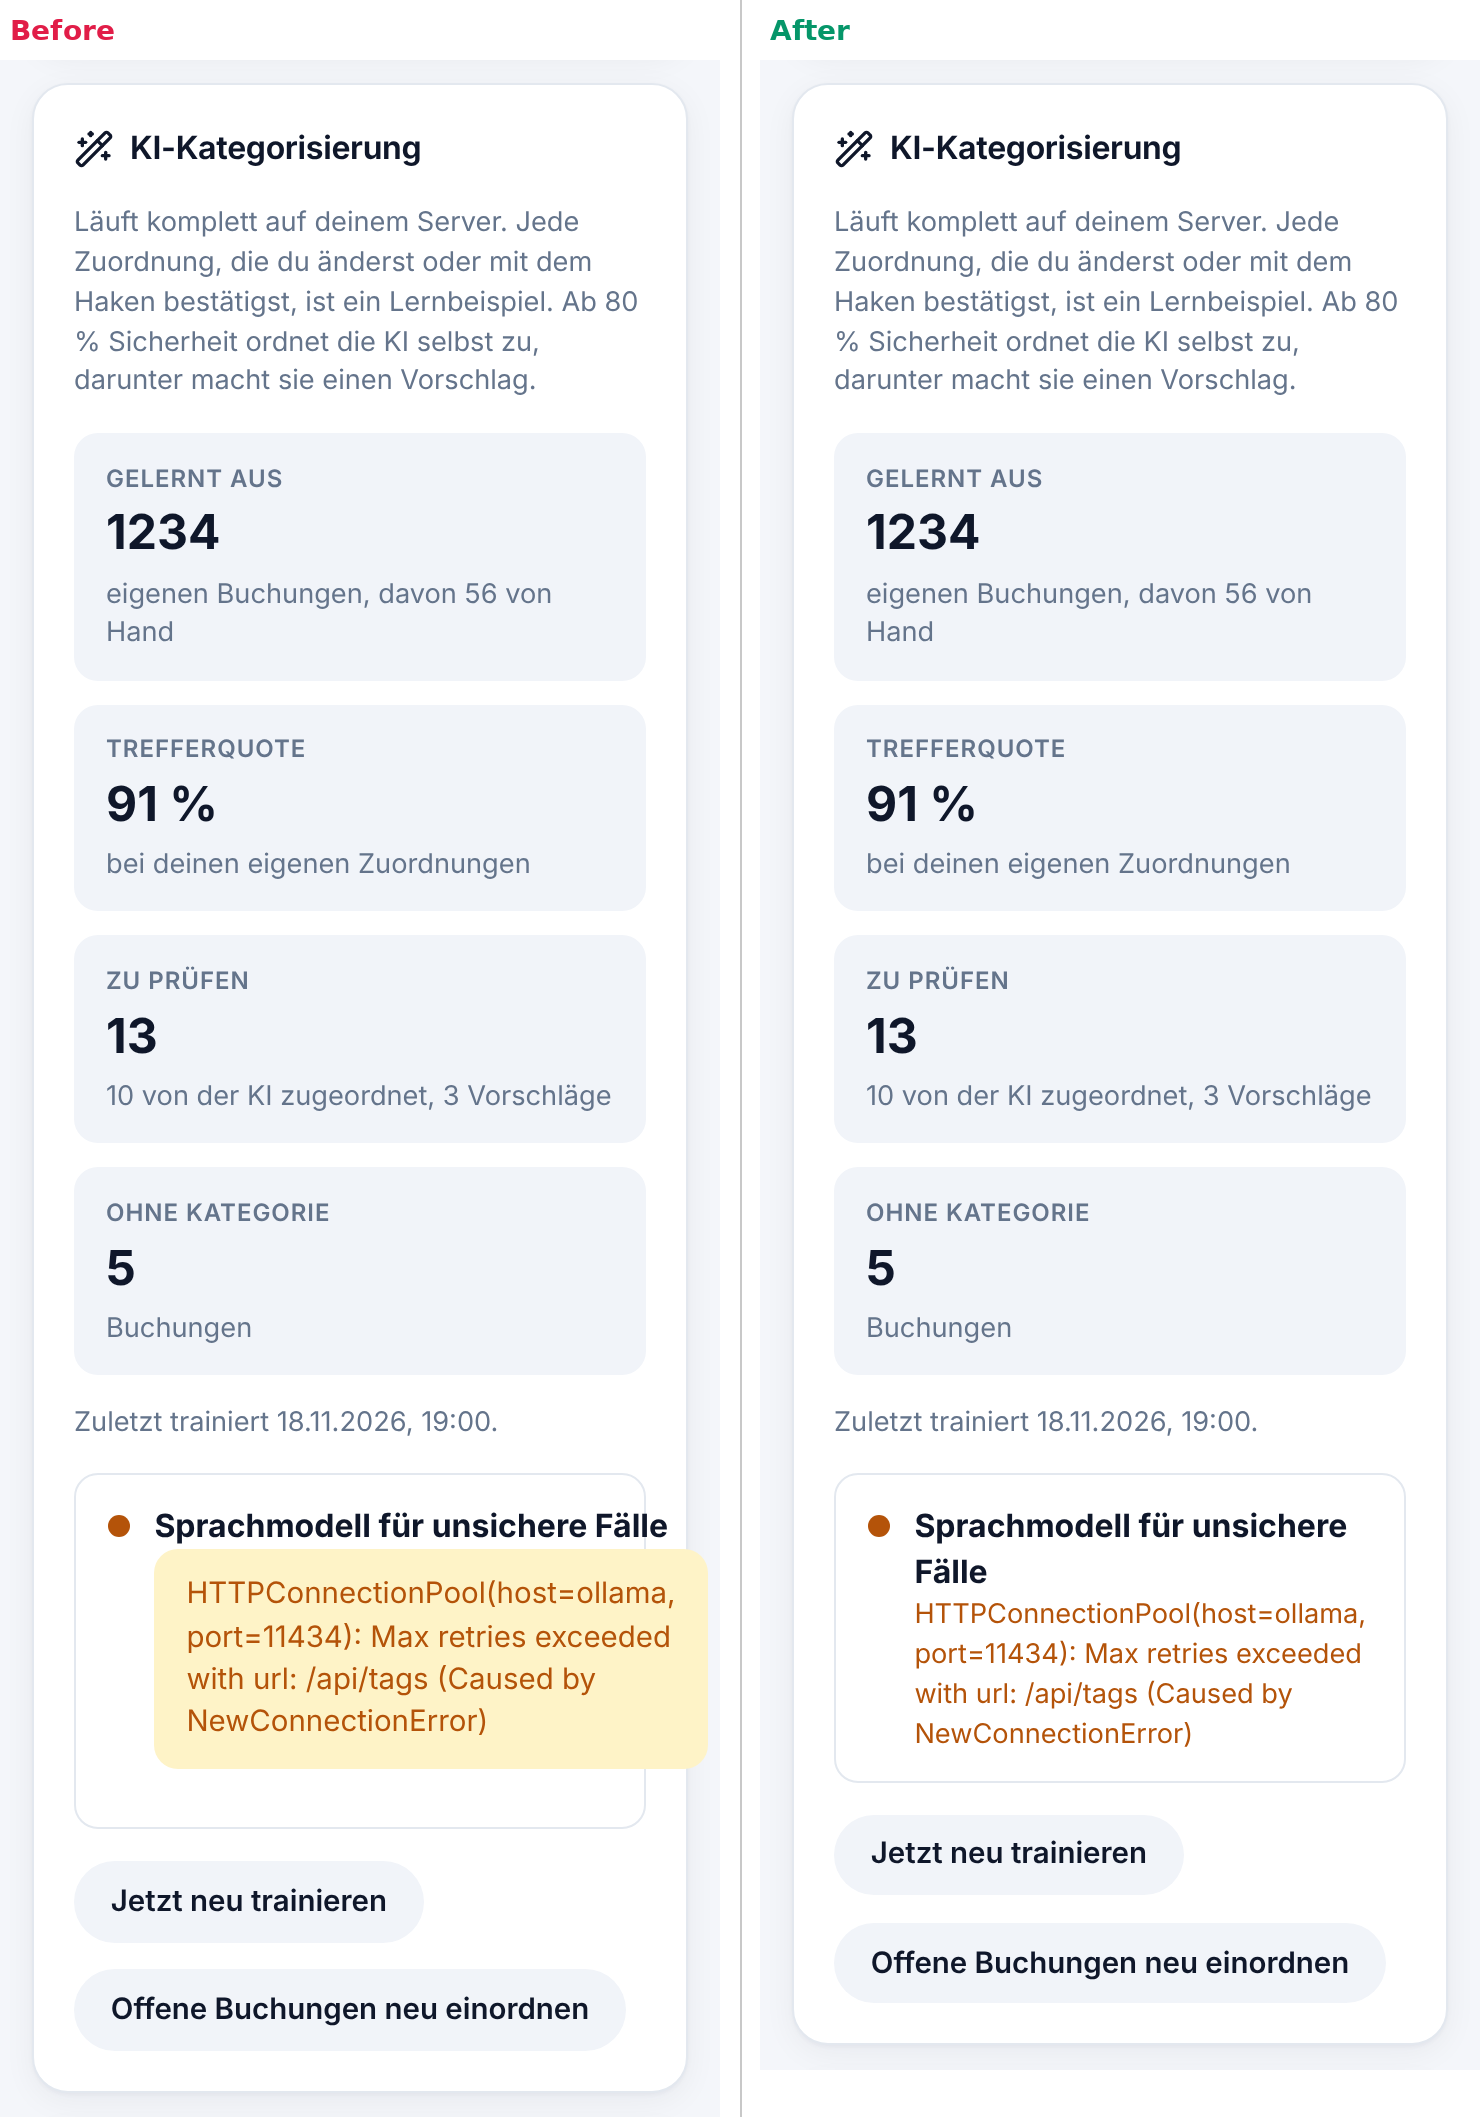 Before
KI-Kategorisierung
Läuft komplett auf deinem Server. Jede
Zuordnung, die du änderst oder mit dem
Haken bestätigst, ist ein Lernbeispiel. Ab 80
% Sicherheit ordnet die KI selbst zu,
darunter macht sie einen Vorschlag.
GELERNT AUS
1234
eigenen Buchungen, davon 56 von
Hand
TREFFERQUOTE
91 %
bei deinen eigenen Zuordnungen
ZU PRÜFEN
13
10 von der KI zugeordnet, 3 Vorschläge
OHNE KATEGORIE
5
Buchungen
Zuletzt trainiert 18.11.2026, 19:00.
Sprachmodell für unsichere Fälle
HTTPConnectionPool(host=ollama,
port=11434): Max retries exceeded
with url: /api/tags (Caused by
NewConnectionError)
Jetzt neu trainieren
Offene Buchungen neu einordnen
After
KI-Kategorisierung
Läuft komplett auf deinem Server. Jede
Zuordnung, die du änderst oder mit dem
Haken bestätigst, ist ein Lernbeispiel. Ab 80
% Sicherheit ordnet die KI selbst zu,
darunter macht sie einen Vorschlag.
GELERNT AUS
1234
eigenen Buchungen, davon 56 von
Hand
TREFFERQUOTE
91 %
bei deinen eigenen Zuordnungen
ZU PRÜFEN
13
10 von der KI zugeordnet, 3 Vorschläge
OHNE KATEGORIE
5
Buchungen
Zuletzt trainiert 18.11.2026, 19:00.
Sprachmodell für unsichere
Fälle
HTTPConnectionPool(host=ollama,
port=11434): Max retries exceeded
with url: /api/tags (Caused by
NewConnectionError)
Jetzt neu trainieren
Offene Buchungen neu einordnen